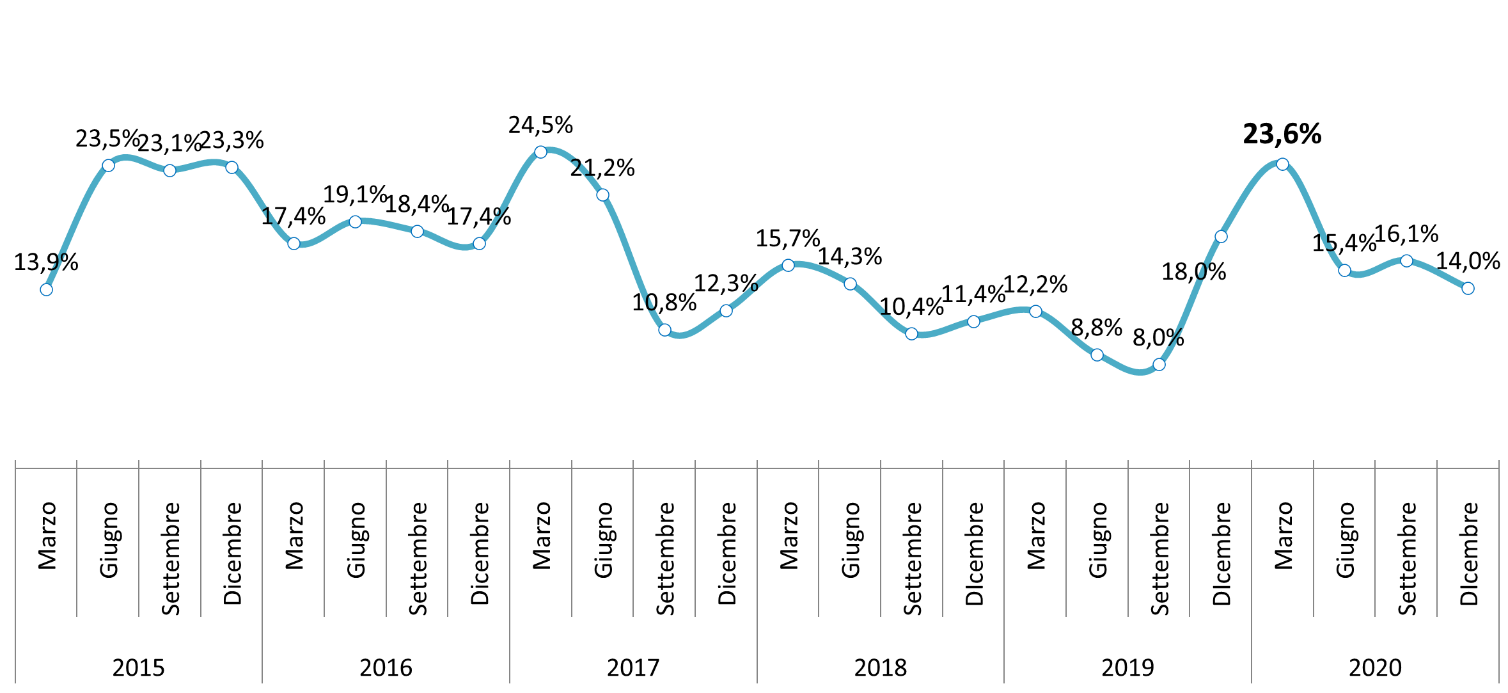 13,9%
23,5%
23,1%
23,3%
17,4%
19,1%
18,4%
17,4%
24,5%
21,2%
10,8%
12,3%
15,7%
14,3%
10,4%
11,4%
12,2%
8,8%
8,0%
18,0%
23,6%
15,4%
16,1%
14,0%
Marzo
Giugno
Settembre
Dicembre
Marzo
Giugno
Settembre
Dicembre
Marzo
Giugno
Settembre
Dicembre
Marzo
Giugno
Settembre
Dicembre
Marzo
Giugno
Settembre
DIcembre
Marzo
Giugno
Settembre
DIcembre
2015
2016
2017
2018
2019
2020